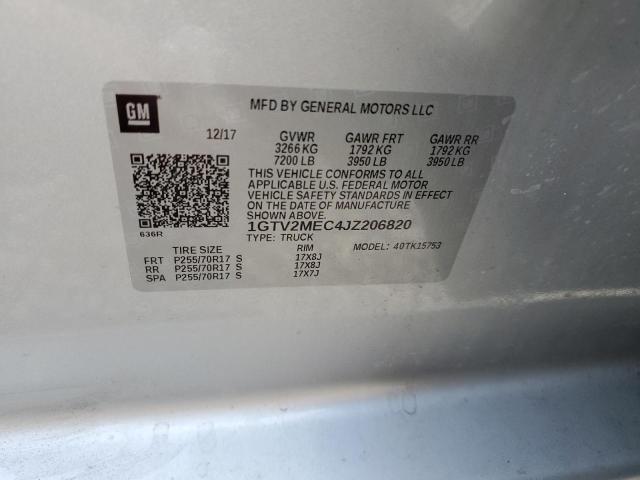 GM
MFD BY GENERAL MOTORS LLC
12/17 GVWR GAWR FRT GAWR RR
3266 KG 1792 KG 1792 KG
7200 LB 3950 LB 3950 LB
THIS VEHICLE CONFORMS TO ALL
APPLICABLE U.S. FEDERAL MOTOR
VEHICLE SAFETY STANDARDS IN EFFECT
ON THE DATE OF MANUFACTURE
SHOWN ABOVE.
636R 1GTV2MEC4JZ206820
TYPE: TRUCK MODEL: 40TK15753
TIRE SIZE RIM
FRT P255/70R17 S 17X8J
RR P255/70R17 S 17X8J
SPA P255/70R17 S 17X7J